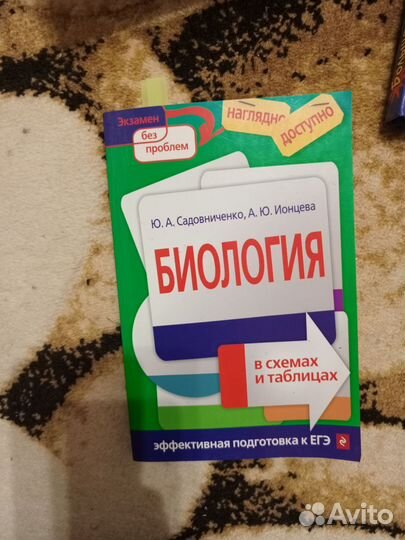 Экзамен
без
проблем
наглядно
доступно
Ю. А. Садовниченко, А. Ю. Ионцева
БИОЛОГИЯ
в схемах
и таблицах
эффективная подготовка к ЕГЭ
Avito